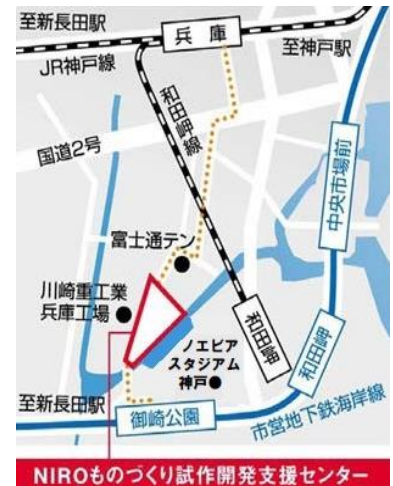 至新長田駅
兵庫
至神戸駅
JR神戸線
和田岬線
国道2号
中央市場前
富士通テン
川崎重工業
兵庫工場
ノエビア
スタジアム
神戸
和田岬
和田岬
至新長田駅
御崎公園
市営地下鉄海岸線
NIROものづくり試作開発支援センター